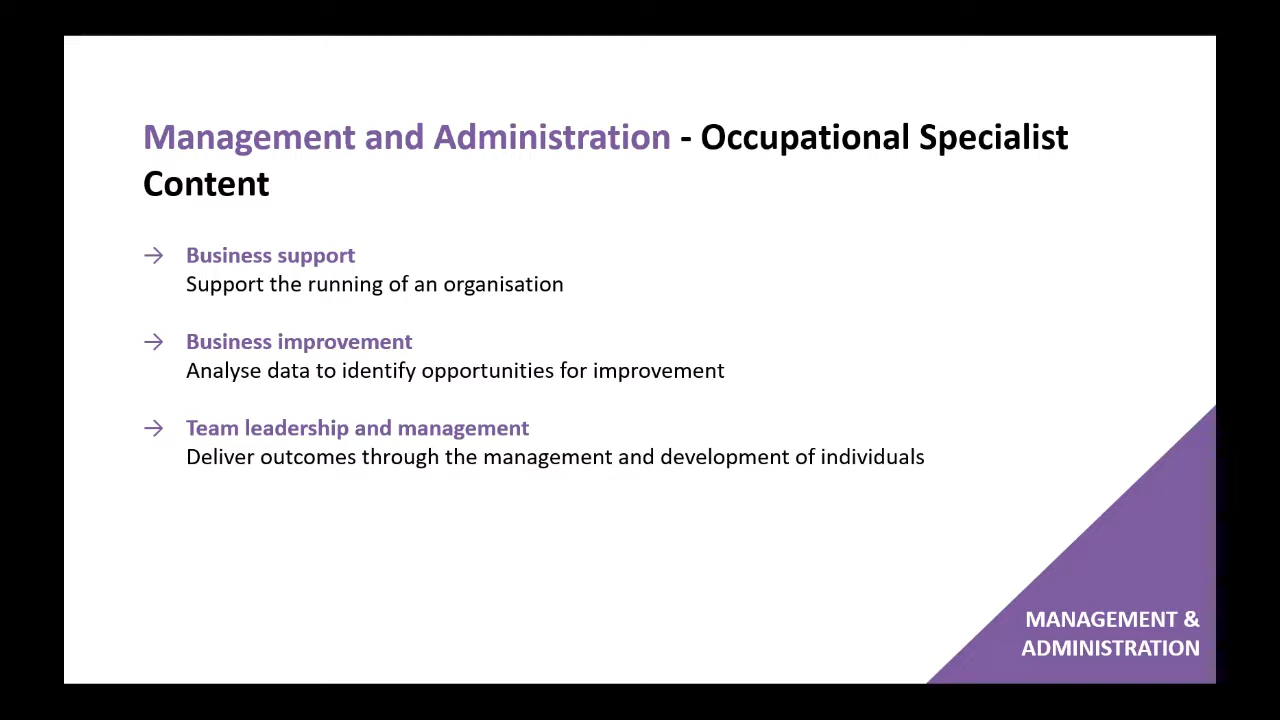 Management and Administration - Occupational Specialist
Content
→ Business support
Support the running of an organisation
→ Business improvement
Analyse data to identify opportunities for improvement
→ Team leadership and management
Deliver outcomes through the management and development of individuals
MANAGEMENT &
ADMINISTRATION